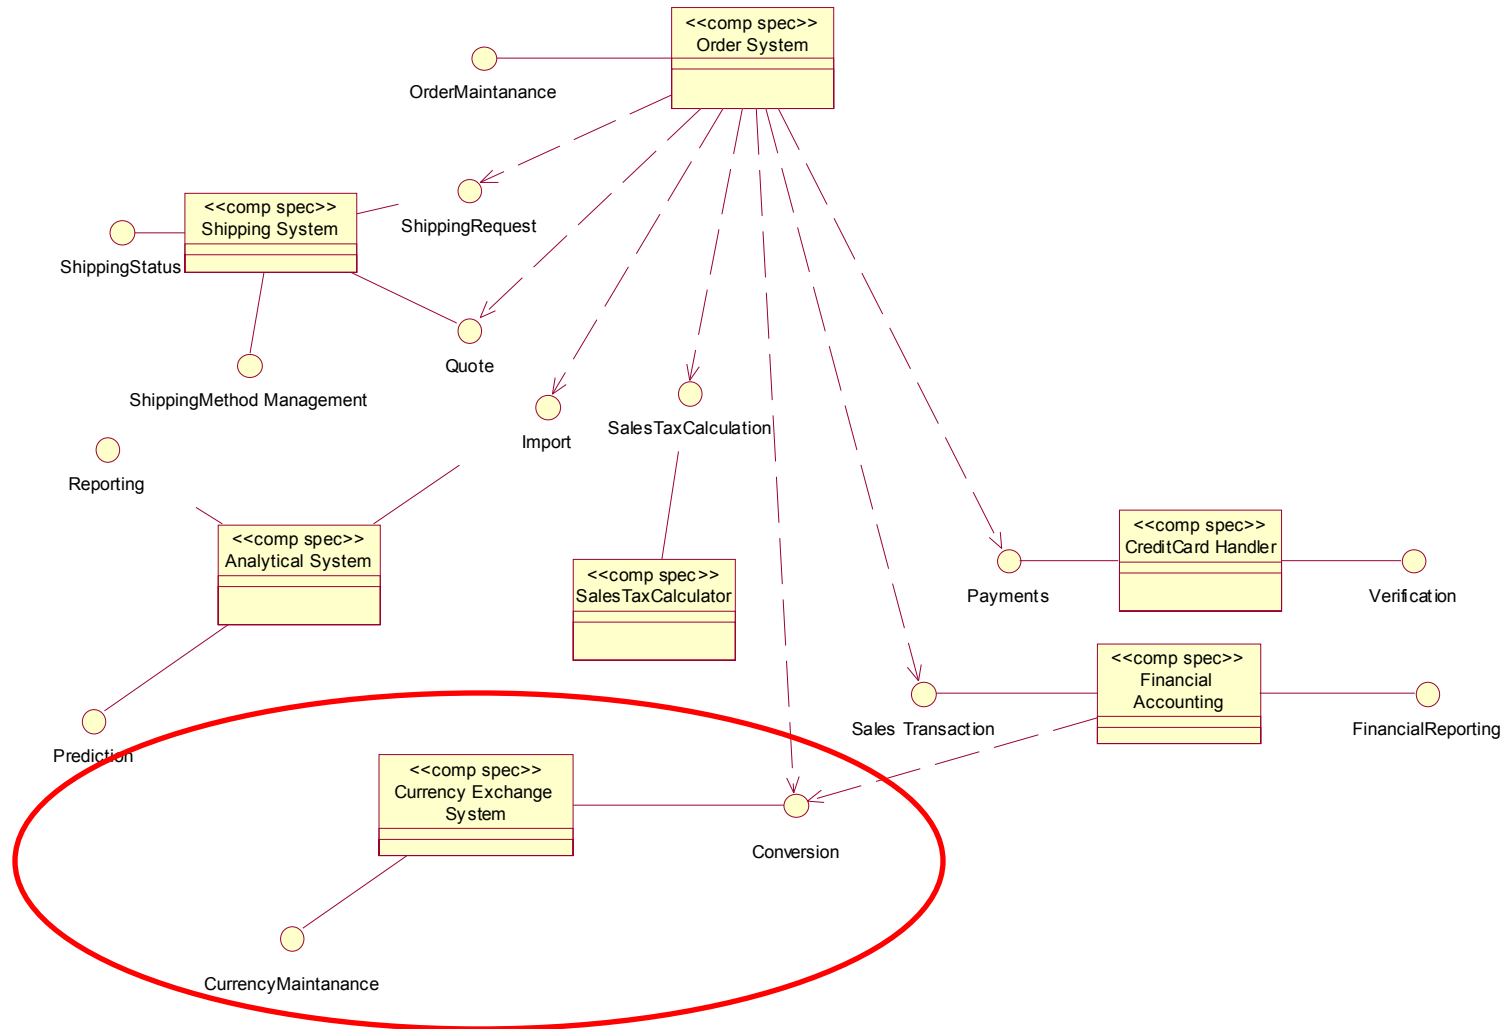 <<comp spec>>
Order System
OrderMaintanance
<<comp spec>>
Shipping System
ShippingRequest
ShippingStatus
Quote
ShippingMethod Management
SalesTaxCalculation
Import
Reporting
<<comp spec>>
Analytical System
<<comp spec>>
CreditCard Handler
<<comp spec>>
SalesTaxCalculator
Payments
Verification
<<comp spec>>
Financial
Accounting
Sales Transaction
FinancialReporting
Prediction
<<comp spec>>
Currency Exchange
System
Conversion
CurrencyMaintanance